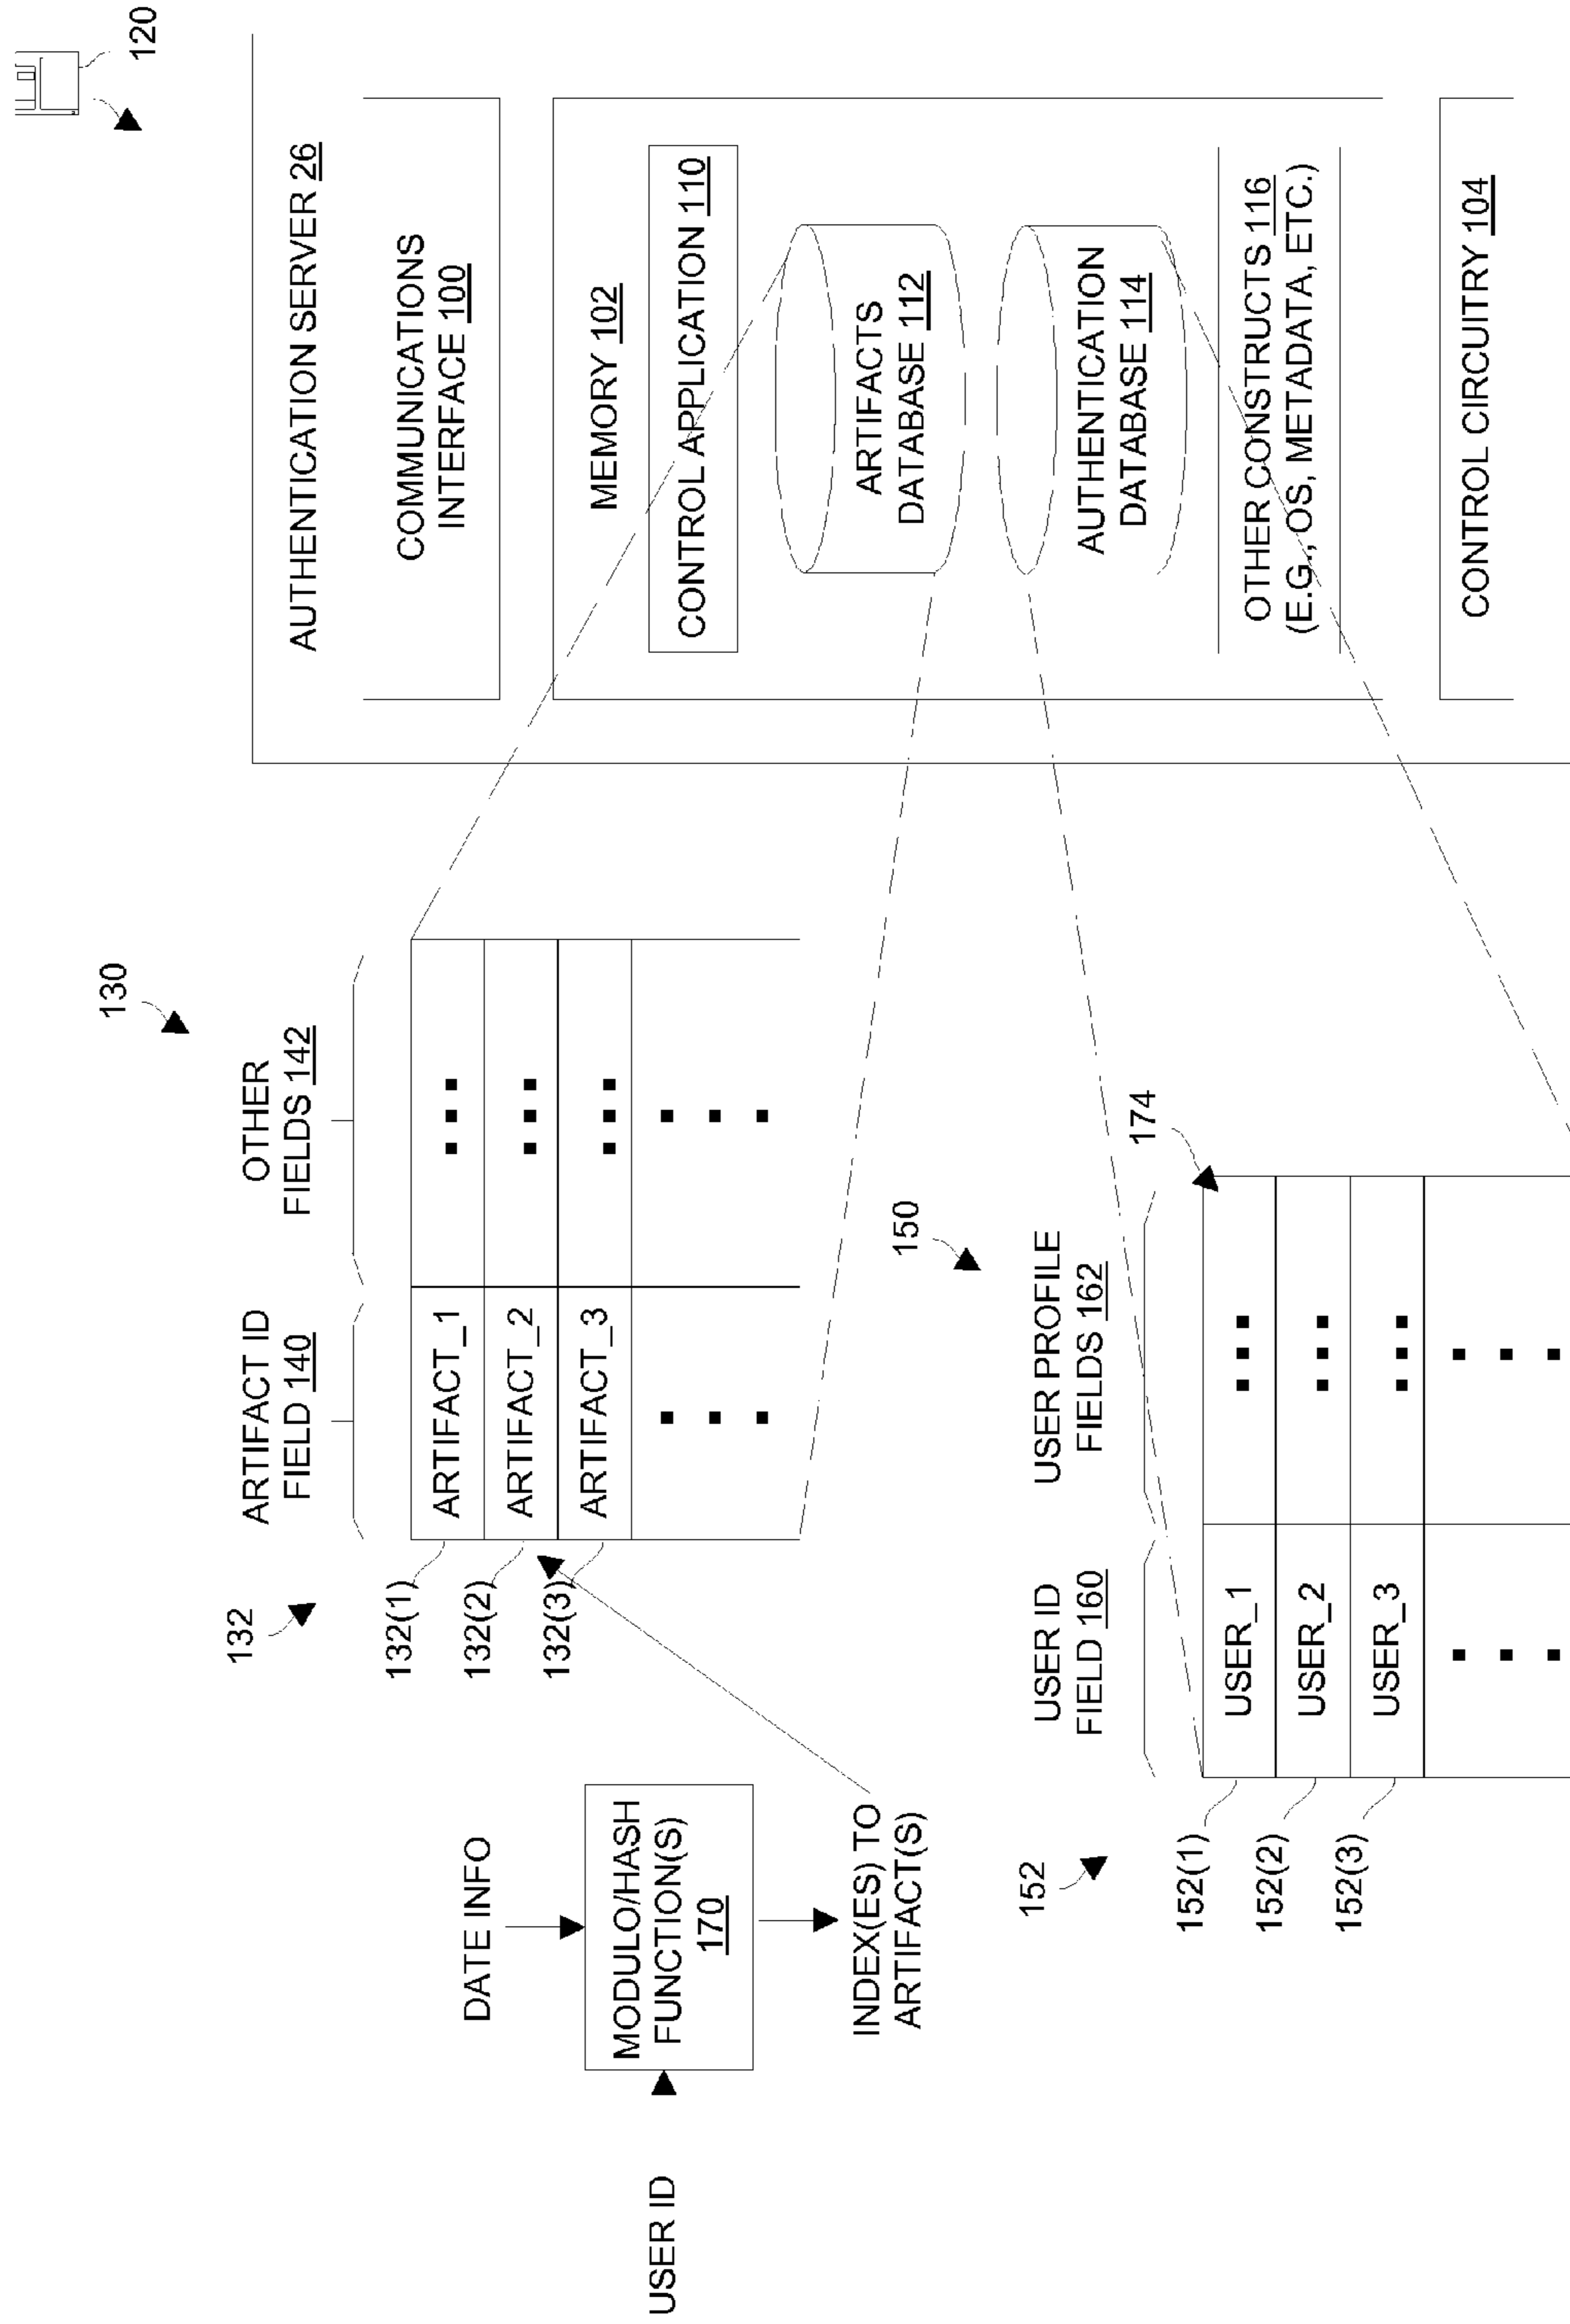 120
AUTHENTICATION SERVER 26
COMMUNICATIONS
INTERFACE 100
MEMORY 102
CONTROL APPLICATION 110
ARTIFACTS
DATABASE 112
AUTHENTICATION
DATABASE 114
OTHER CONSTRUCTS 116
(E.G., OS, METADATA, ETC.)
CONTROL CIRCUITRY 104
130
132
ARTIFACT ID
FIELD 140
OTHER
FIELDS 142
132(1)
ARTIFACT_1
132(2)
ARTIFACT_2
132(3)
ARTIFACT_3
DATE INFO
USER ID
MODULO/HASH
FUNCTION(S)
170
INDEX(ES) TO
ARTIFACT(S)
150
152
USER ID
FIELD 160
USER PROFILE
FIELDS 162
174
152(1)
USER_1
152(2)
USER_2
152(3)
USER_3